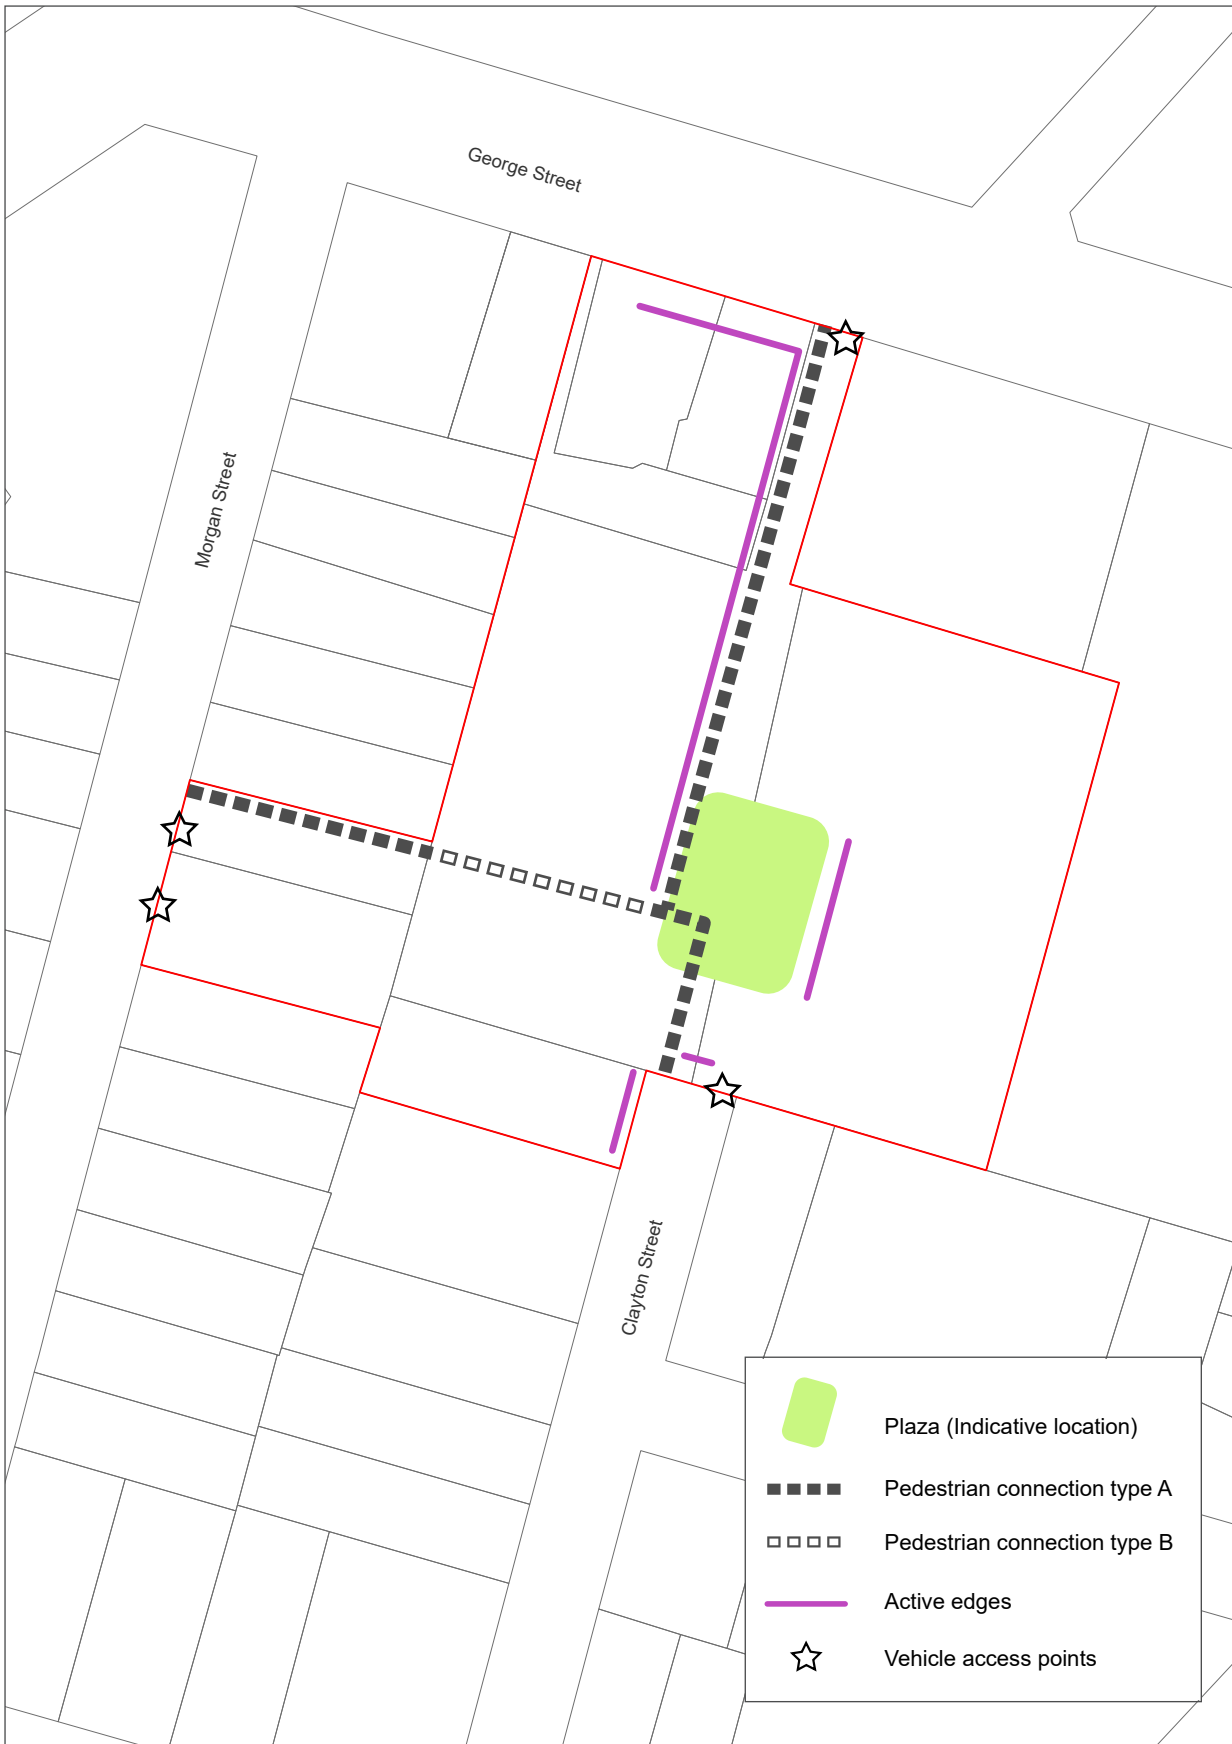 George Street
Morgan Street
Clayton Street
Plaza (Indicative location)
Pedestrian connection type A
Pedestrian connection type B
Active edges
Vehicle access points